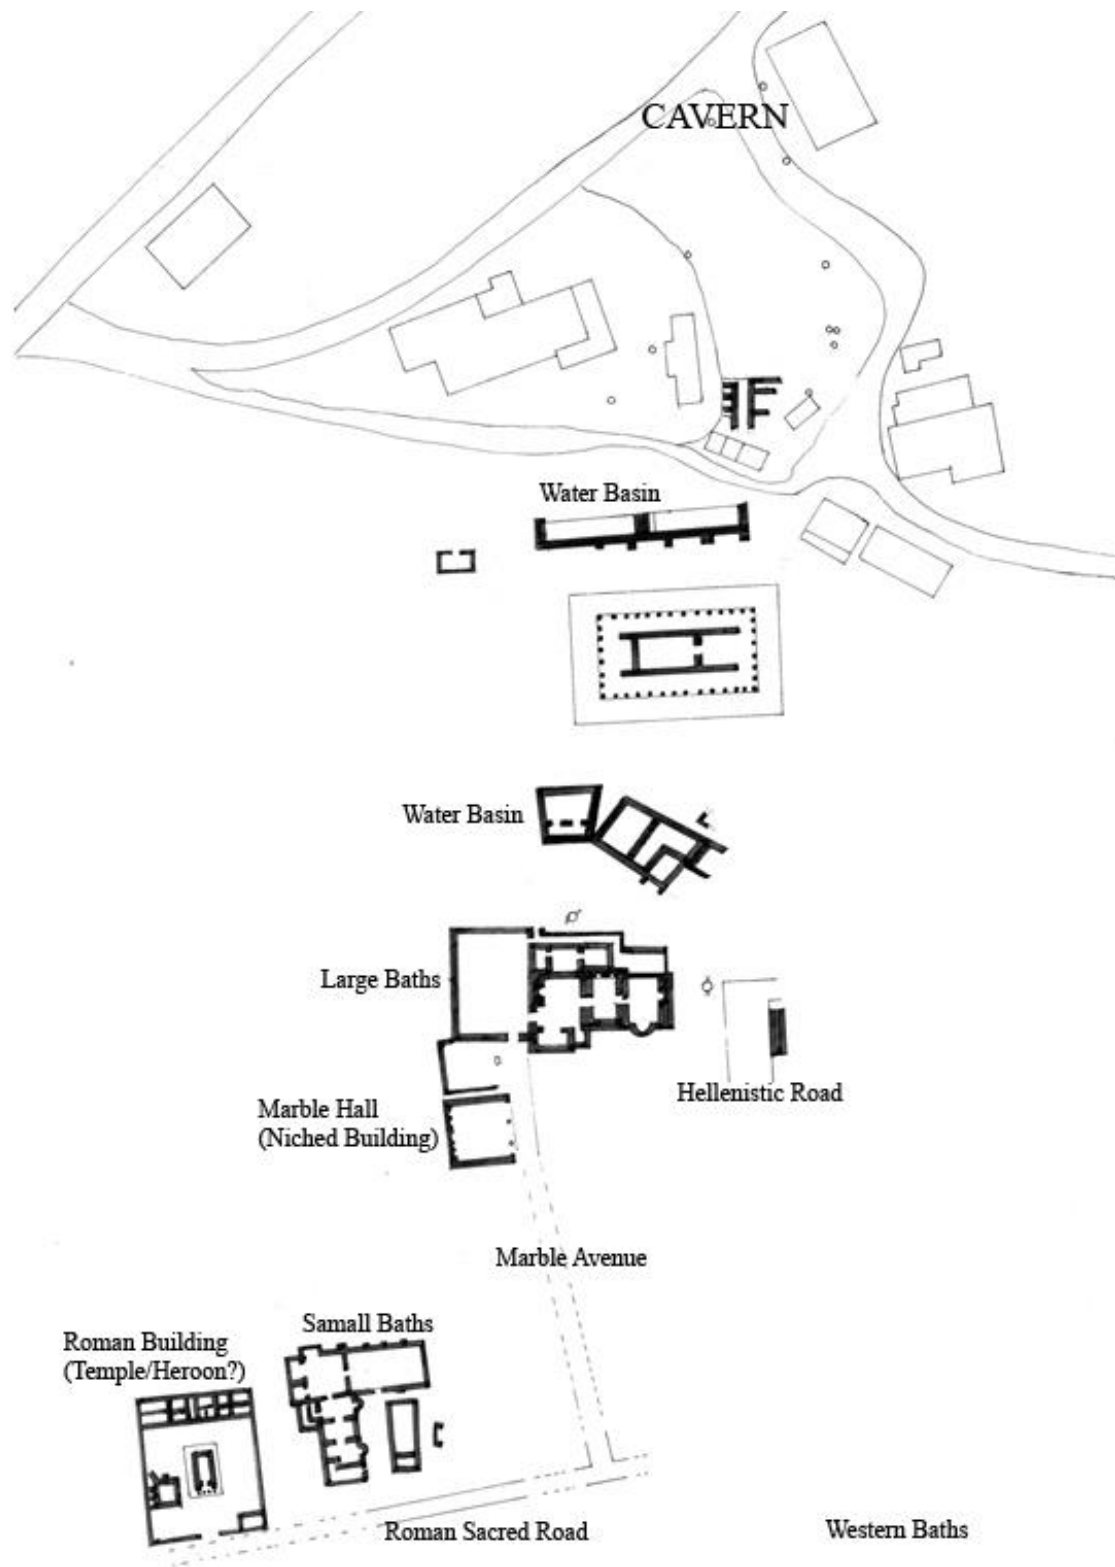 CAVERN
Water Basin
Water Basin
Large Baths
Hellenistic Road
Marble Hall
(Niched Building)
Marble Avenue
Samall Baths
Roman Building
(Temple/Heroon?)
Roman Sacred Road
Western Baths